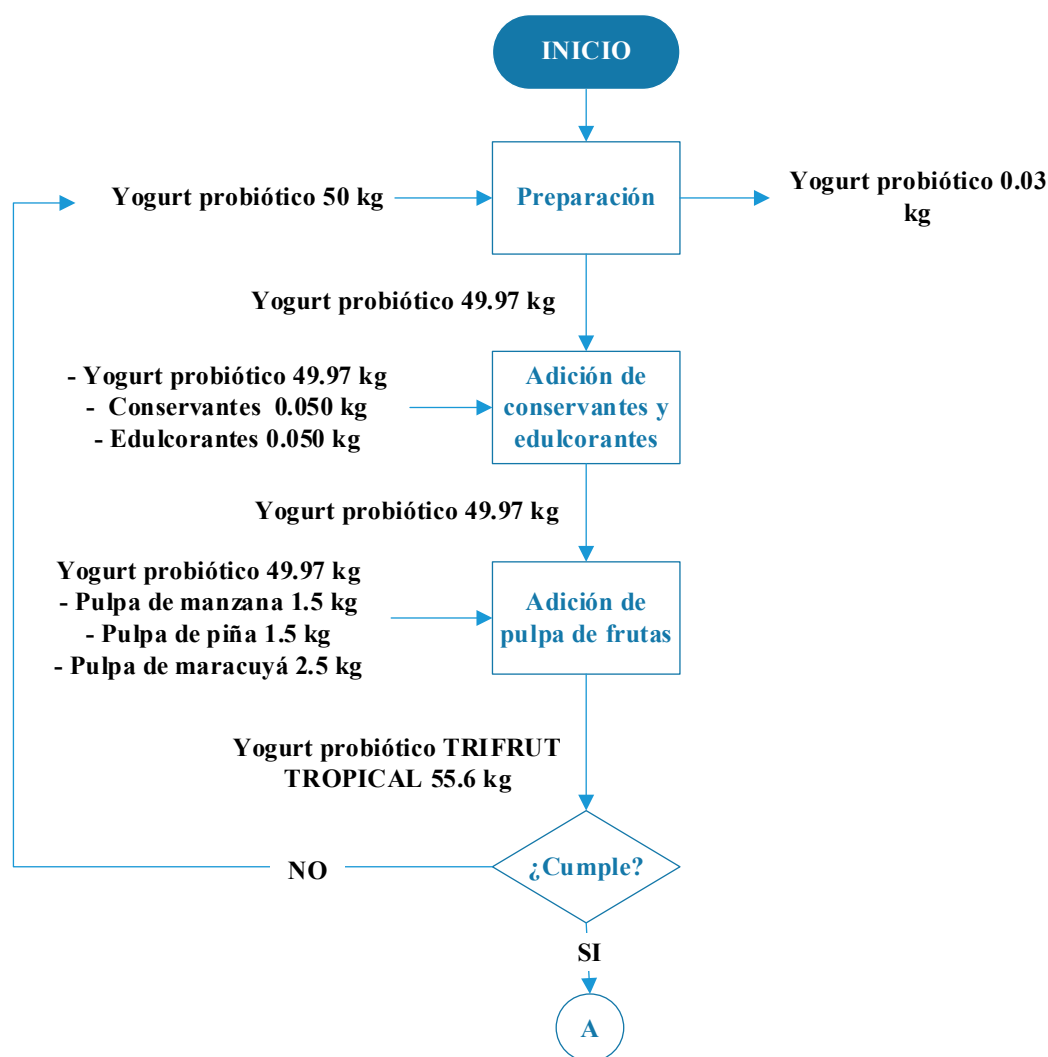 INICIO
Yogurt probiótico 50 kg
Preparación
Yogurt probiótico 0.03
kg
Yogurt probiótico 49.97 kg
- Yogurt probiótico 49.97 kg
- Conservantes 0.050 kg
- Edulcorantes 0.050 kg
Adición de
conservantes y
edulcorantes
Yogurt probiótico 49.97 kg
Yogurt probiótico 49.97 kg
- Pulpa de manzana 1.5 kg
- Pulpa de piña 1.5 kg
- Pulpa de maracuyá 2.5 kg
Adición de
pulpa de frutas
Yogurt probiótico TRIFRUT
TROPICAL 55.6 kg
¿Cumple?
NO
SI
A